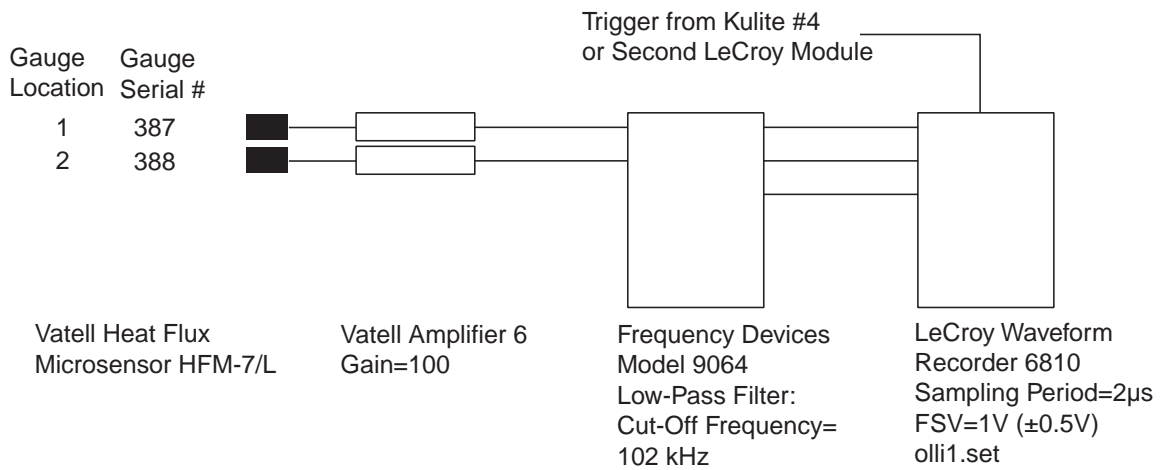 Trigger from Kulite #4
or Second LeCroy Module
Gauge Gauge
Location Serial #
1 387
2 388
Vatell Heat Flux
Microsensor HFM-7/L
Vatell Amplifier 6
Gain=100
Frequency Devices
Model 9064
Low-Pass Filter:
Cut-Off Frequency=
102 kHz
LeCroy Waveform
Recorder 6810
Sampling Period=2µs
FSV=1V (±0.5V)
olli1.set